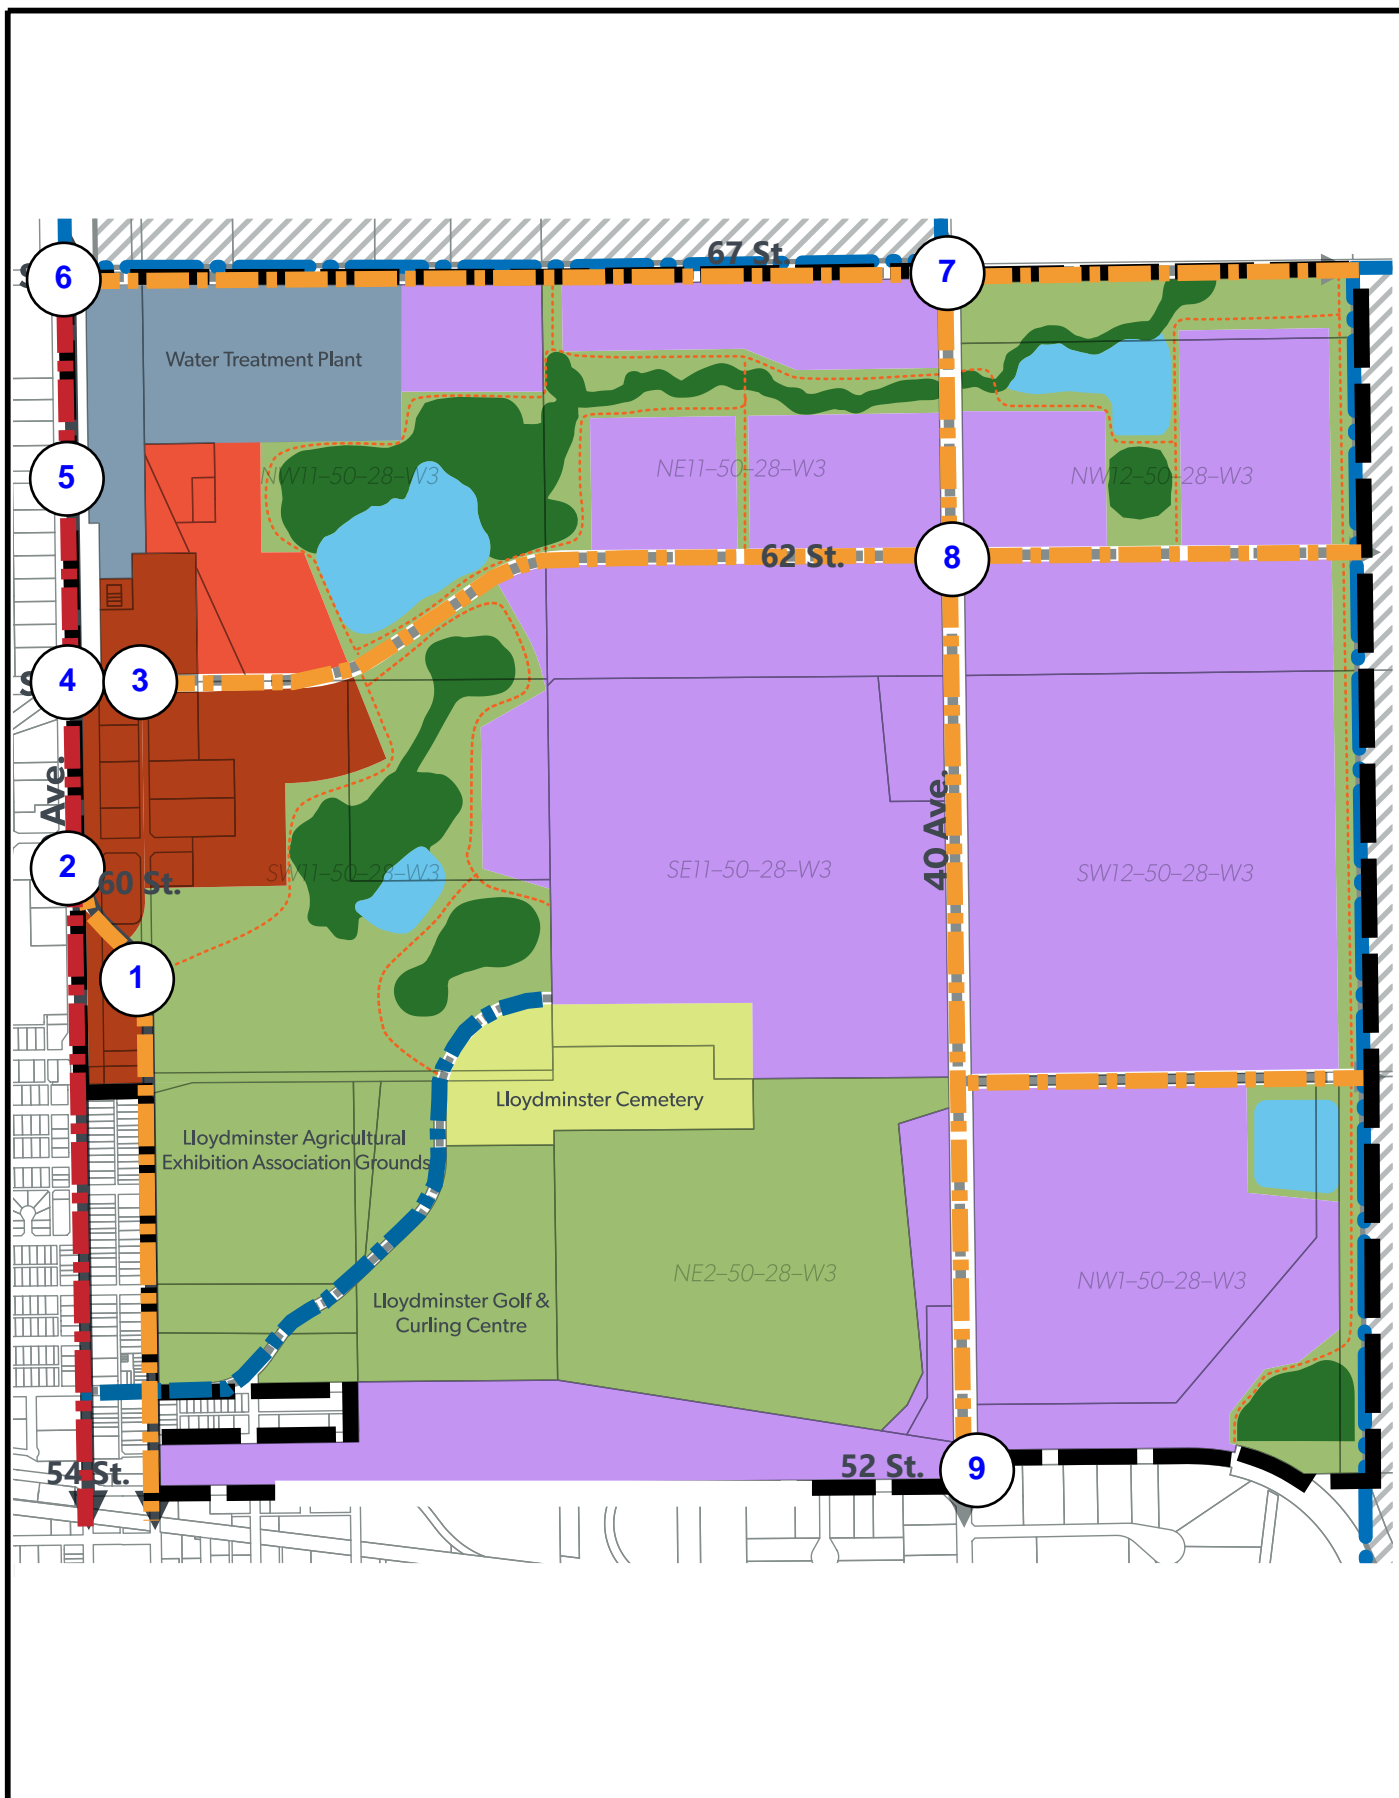 67 St.
6
7
Water Treatment Plant
5
NW11–50–28–W3
NE11–50–28–W3
NW12–50–28–W3
62 St.
8
4
3
Ave.
40 Ave.
2
60 St.
SW11–50–28–W3
SE11–50–28–W3
SW12–50–28–W3
1
Lloydminster Cemetery
Lloydminster Agricultural
Exhibition Association Grounds
NE2–50–28–W3
NW1–50–28–W3
Lloydminster Golf &
Curling Centre
54 St.
52 St.
9